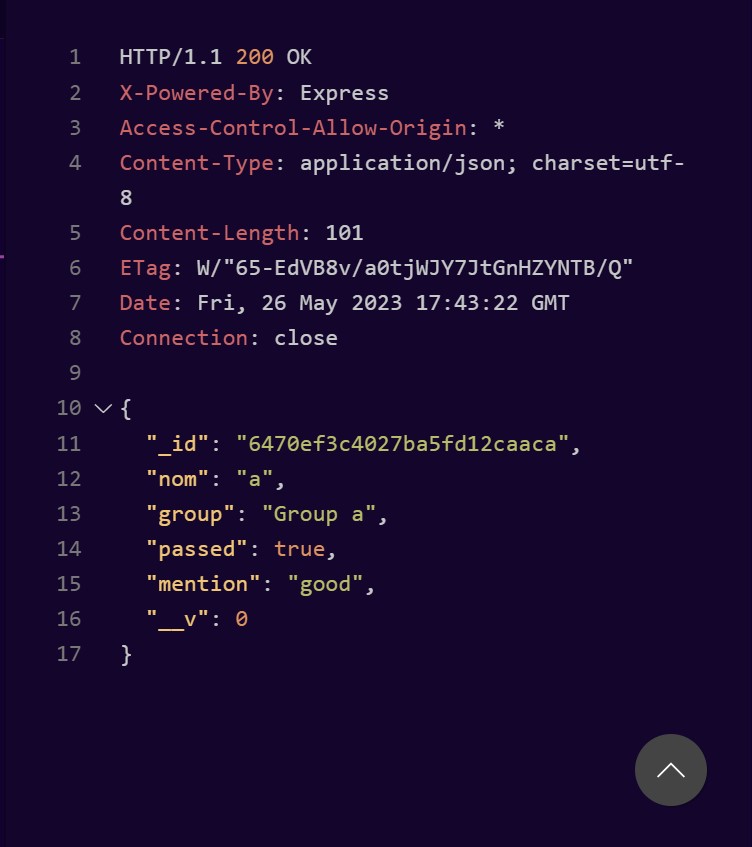 1 HTTP/1.1 200 OK
2 X-Powered-By: Express
3 Access-Control-Allow-Origin: *
4 Content-Type: application/json; charset=utf-
8
5 Content-Length: 101
6 ETag: W/"65-EdVB8v/a0tjWJY7JtGnHZYNTB/Q"
7 Date: Fri, 26 May 2023 17:43:22 GMT
8 Connection: close
9
10 {
11 "_id": "6470ef3c4027ba5fd12caaca",
12 "nom": "a",
13 "group": "Group a",
14 "passed": true,
15 "mention": "good",
16 "__v": 0
17 }